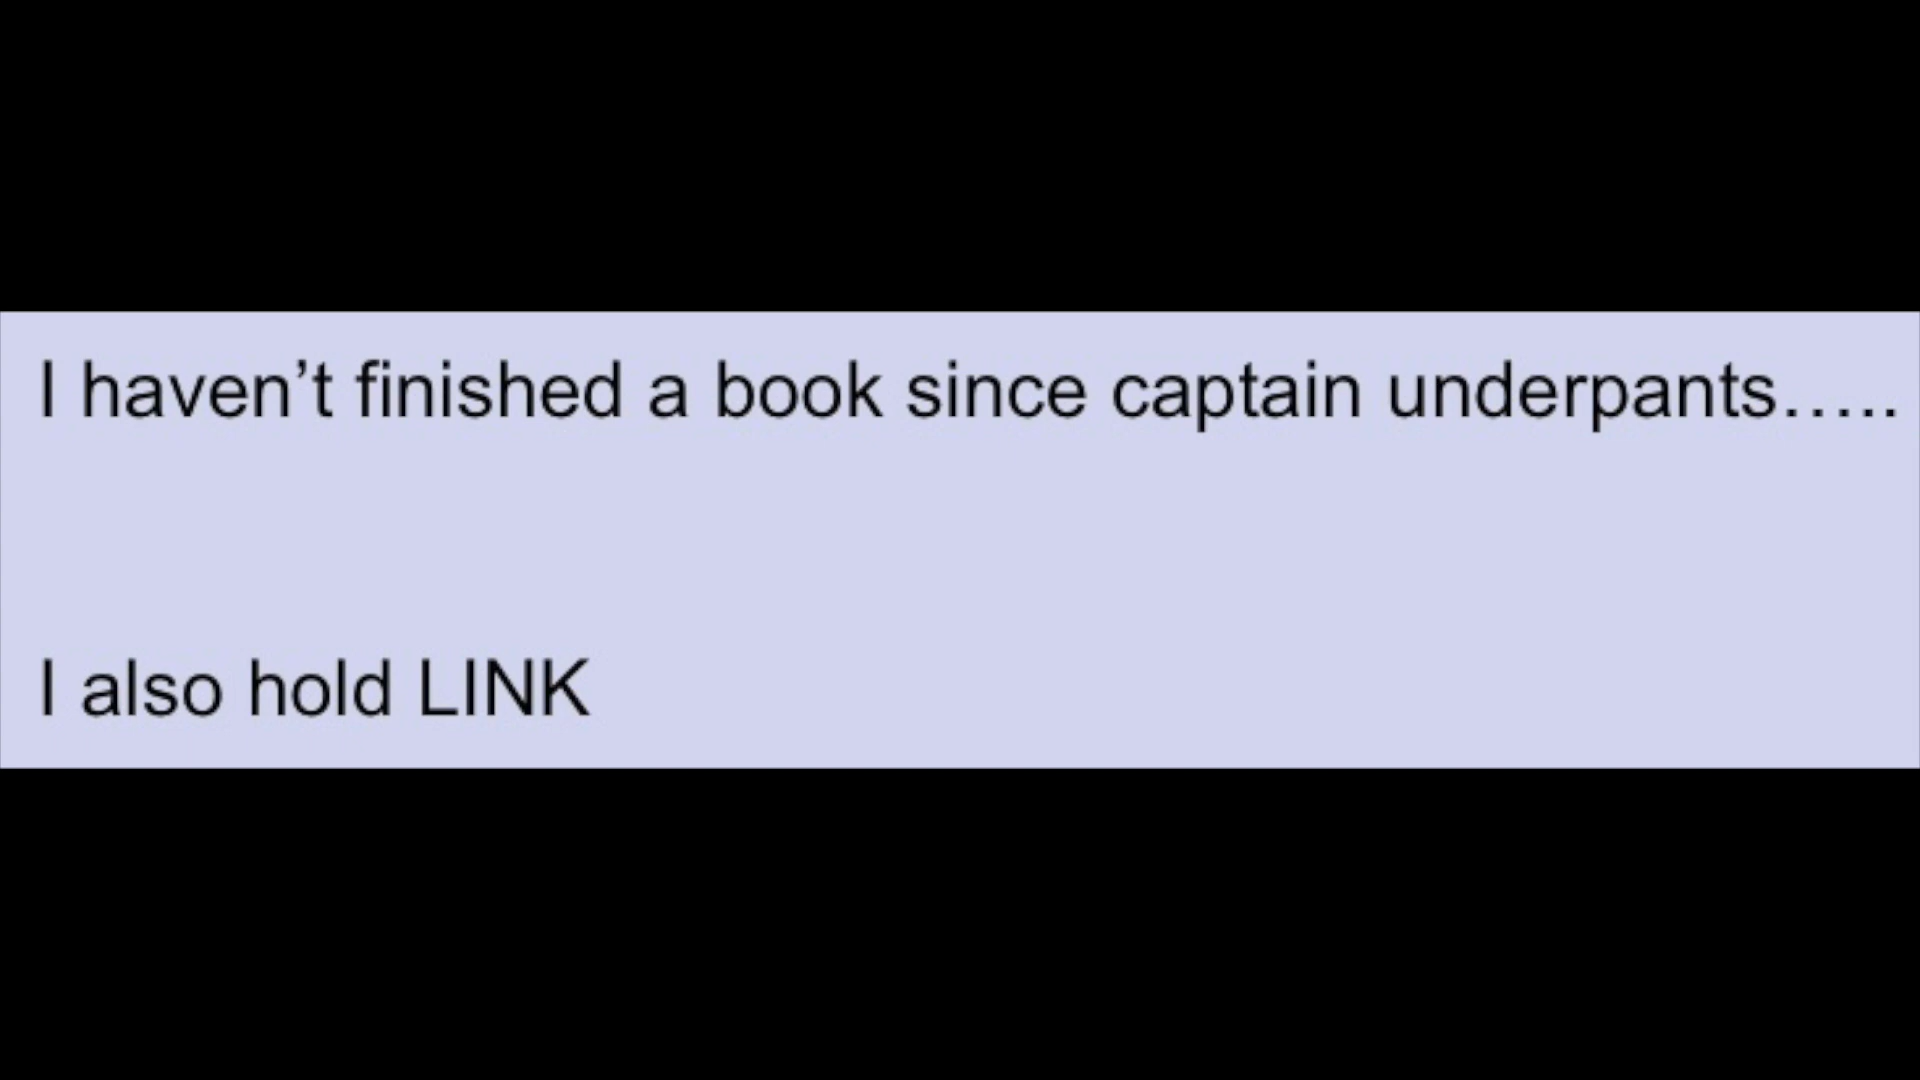 I haven’t finished a book since captain underpants…..
I also hold LINK